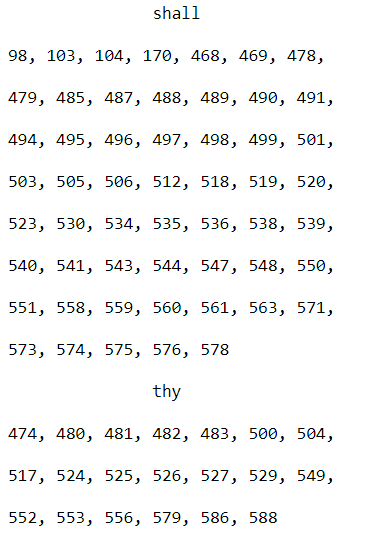 shall
98, 103, 104, 170, 468, 469, 478,
479, 485, 487, 488, 489, 490, 491,
494, 495, 496, 497, 498, 499, 501,
503, 505, 506, 512, 518, 519, 520,
523, 530, 534, 535, 536, 538, 539,
540, 541, 543, 544, 547, 548, 550,
551, 558, 559, 560, 561, 563, 571,
573, 574, 575, 576, 578
thy
474, 480, 481, 482, 483, 500, 504,
517, 524, 525, 526, 527, 529, 549,
552, 553, 556, 579, 586, 588